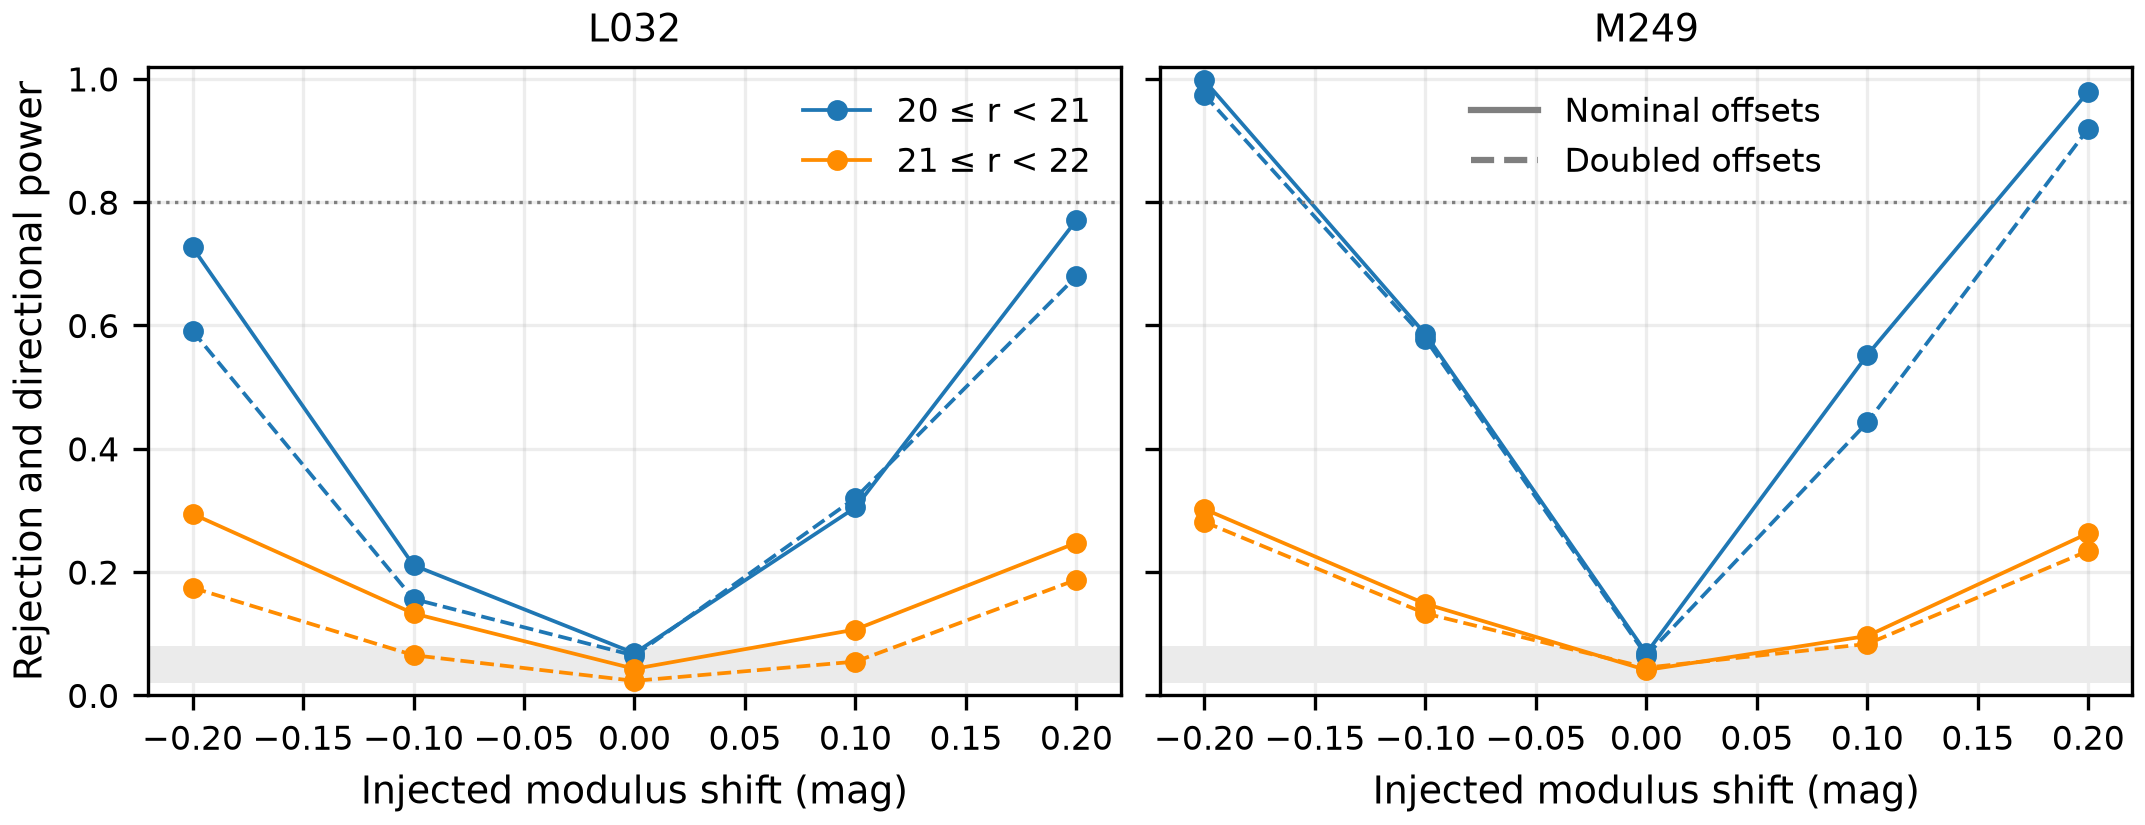 L032
M249
Rejection and directional power
1.0
0.8
0.6
0.4
0.2
0.0
20 ≤ r < 21
21 ≤ r < 22
Nominal offsets
Doubled offsets
−0.20 −0.15 −0.10 −0.05 0.00 0.05 0.10 0.15 0.20
−0.20 −0.15 −0.10 −0.05 0.00 0.05 0.10 0.15 0.20
Injected modulus shift (mag)
Injected modulus shift (mag)